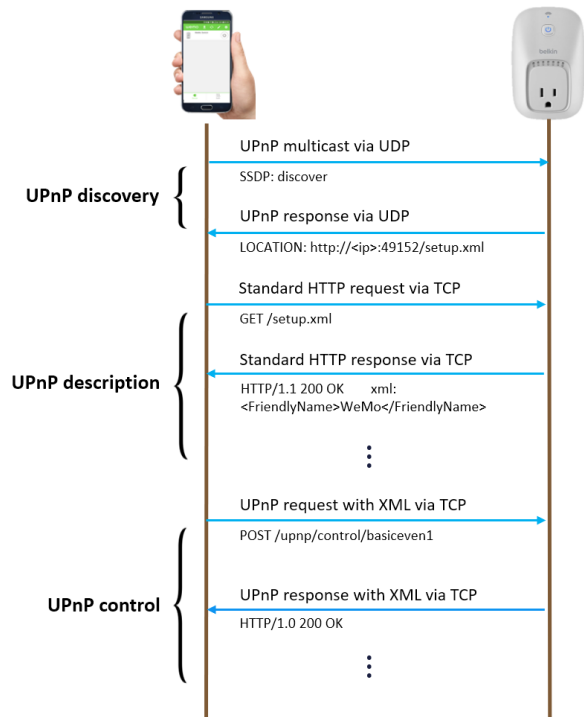 belkin
UPnP multicast via UDP
SSDP: discover
UPnP discovery
UPnP response via UDP
LOCATION: http://<ip>:49152/setup.xml
Standard HTTP request via TCP
GET /setup.xml
Standard HTTP response via TCP
UPnP description
HTTP/1.1 200 OK xml:
<FriendlyName>WeMo</FriendlyName>
UPnP request with XML via TCP
POST /upnp/control/basiceven1
UPnP control
UPnP response with XML via TCP
HTTP/1.0 200 OK